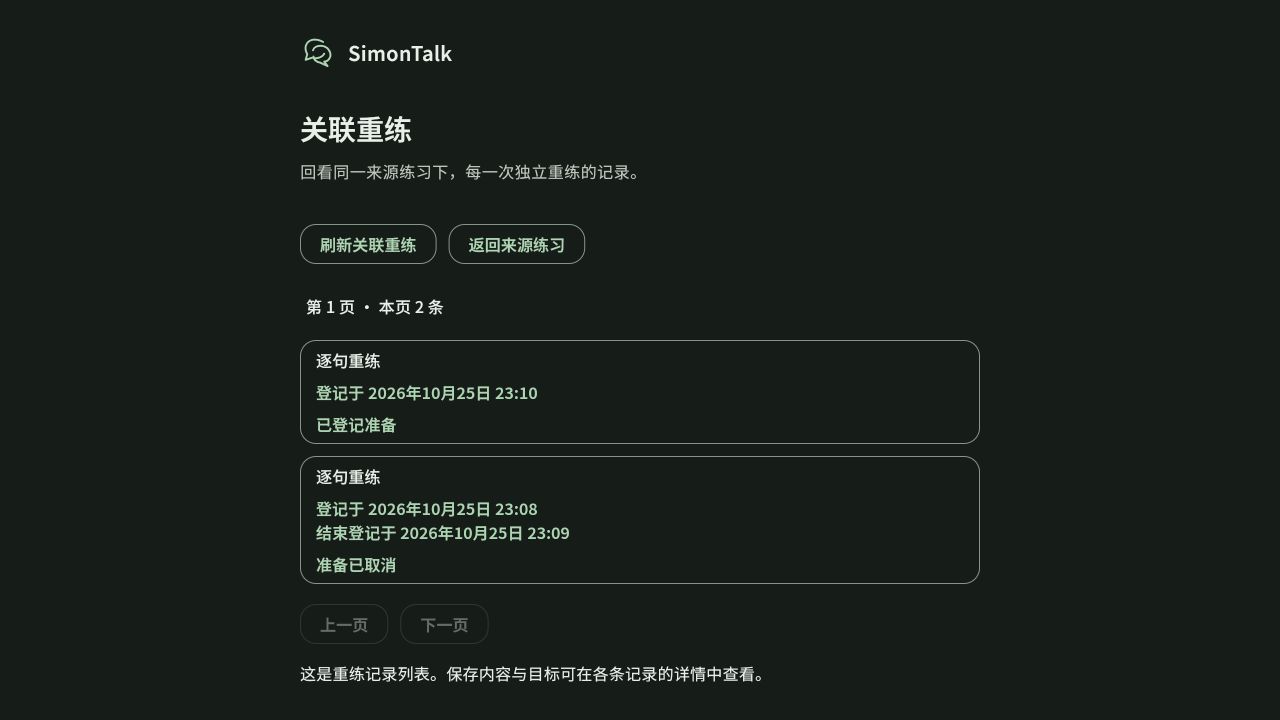 SimonTalk
关联重练
回看同一来源练习下，每一次独立重练的记录。
刷新关联重练
返回来源练习
第 1 页 · 本页 2 条
逐句重练
登记于 2026年10月25日 23:10
已登记准备
逐句重练
登记于 2026年10月25日 23:08
结束登记于 2026年10月25日 23:09
准备已取消
上一页
下一页
这是重练记录列表。保存内容与目标可在各条记录的详情中查看。